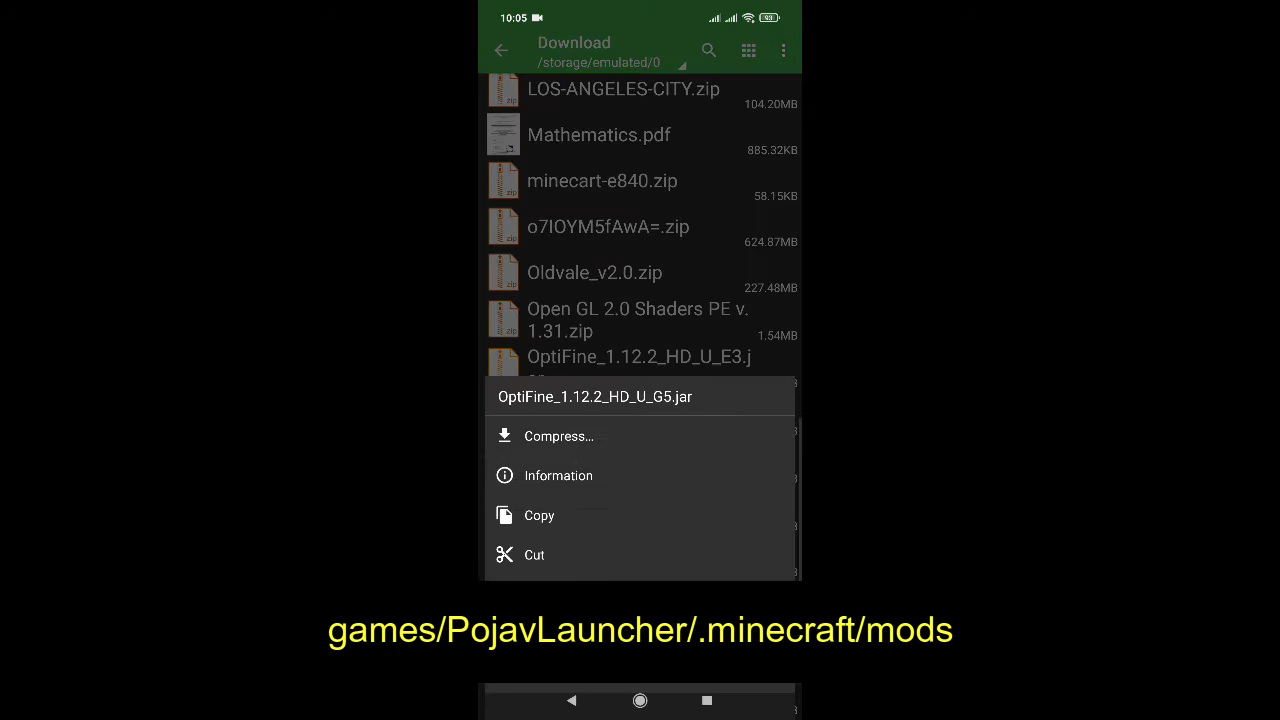 10:05
93
Download
/storage/emulated/0
LOS-ANGELES-CITY.zip
104.20MB
Mathematics.pdf
885.32KB
minecart-e840.zip
58.15KB
o7IOYM5fAwA=.zip
624.87MB
Oldvale_v2.0.zip
227.48MB
Open GL 2.0 Shaders PE v.
1.31.zip
1.54MB
OptiFine_1.12.2_HD_U_E3.j
OptiFine_1.12.2_HD_U_G5.jar
Compress...
Information
Copy
Cut
games/PojavLauncher/.minecraft/mods